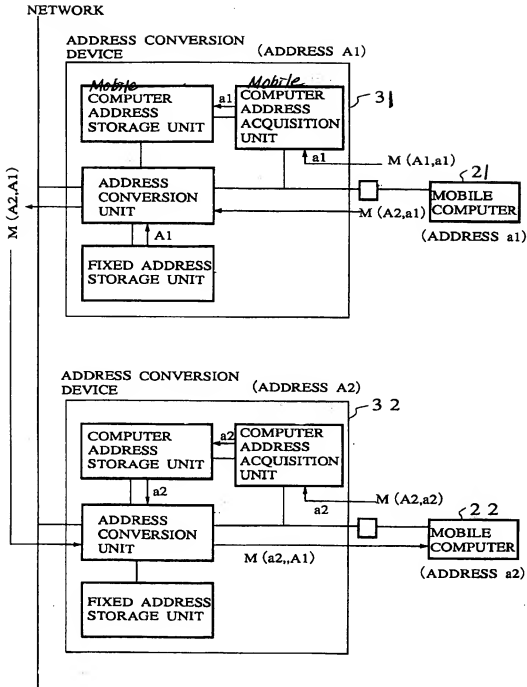 NETWORK
ADDRESS CONVERSION
DEVICE
(ADDRESS A1)
Mobile
COMPUTER
ADDRESS
STORAGE UNIT
a1
Mobile
COMPUTER
ADDRESS
ACQUISITION
UNIT
31
a1
M (A1,a1)
M (A2,A1)
ADDRESS
CONVERSION
UNIT
21
MOBILE
COMPUTER
M (A2,a1)
(ADDRESS a1)
A1
FIXED ADDRESS
STORAGE UNIT
ADDRESS CONVERSION
DEVICE
(ADDRESS A2)
32
COMPUTER
ADDRESS
STORAGE UNIT
a2
COMPUTER
ADDRESS
ACQUISITION
UNIT
a2
a2
M (A2,a2)
22
ADDRESS
CONVERSION
UNIT
MOBILE
COMPUTER
M (a2,,A1)
(ADDRESS a2)
FIXED ADDRESS
STORAGE UNIT